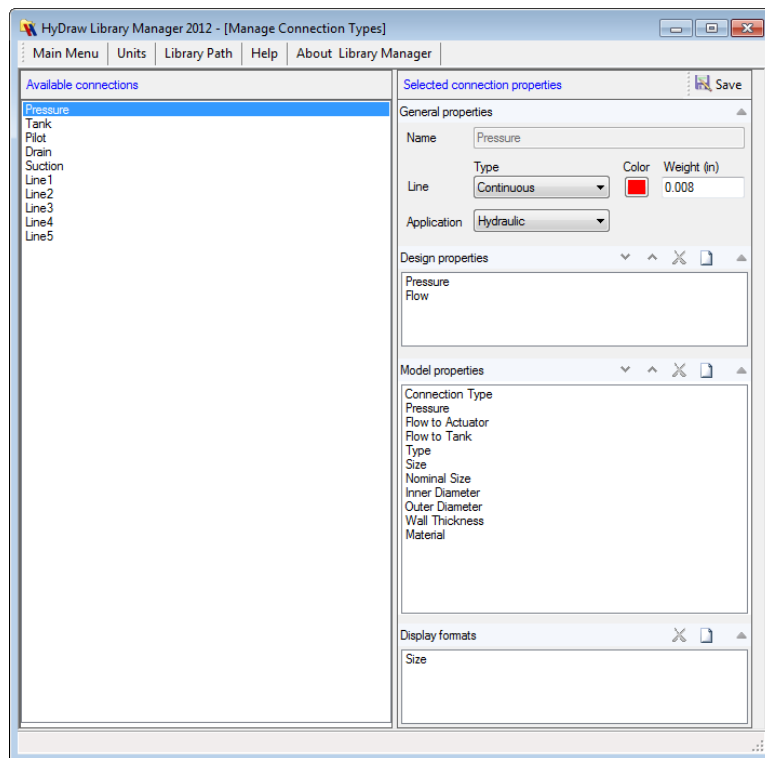 HyDraw Library Manager 2012 - [Manage Connection Types]
Main Menu Units Library Path Help About Library Manager
Available connections
Pressure
Tank
Pilot
Drain
Suction
Line1
Line2
Line3
Line4
Line5
Selected connection properties Save
General properties
Name Pressure
Type Color Weight (in)
Line Continuous 0.008
Application Hydraulic
Design properties
Pressure
Flow
Model properties
Connection Type
Pressure
Flow to Actuator
Flow to Tank
Type
Size
Nominal Size
Inner Diameter
Outer Diameter
Wall Thickness
Material
Display formats
Size